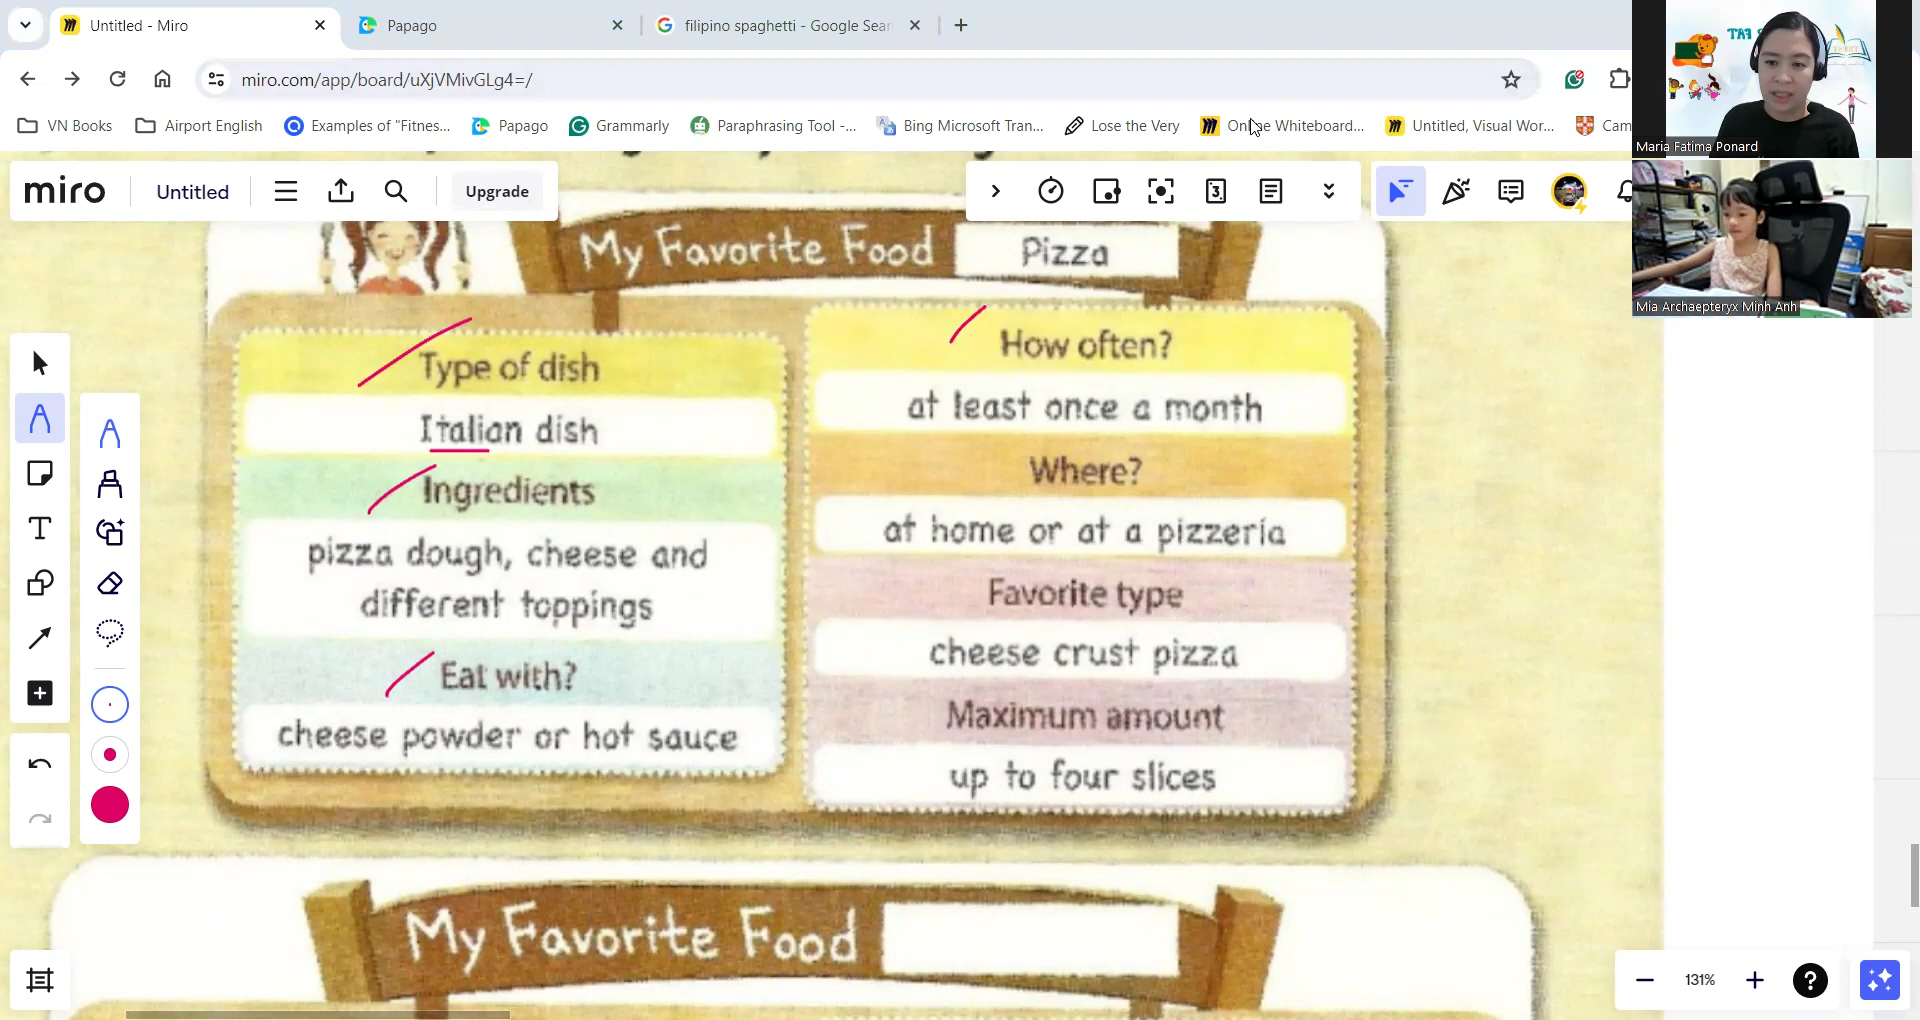 Untitled - Miro
Papago
filipino spaghetti - Google Sear
miro.com/app/board/uXjVMivGLg4=/
VN Books
Airport English
Examples of "Fitnes...
Papago
Grammarly
Paraphrasing Tool -...
Bing Microsoft Tran...
Lose the Very
Online Whiteboard...
Untitled, Visual Wor...
Cam
Maria Fatima Ponard
miro
Untitled
Upgrade
3
Mia Archaepteryx Minh Anh
My Favorite Food
Pizza
Type of dish
Italian dish
Ingredients
pizza dough, cheese and
different toppings
Eat with?
cheese powder or hot sauce
How often?
at least once a month
Where?
at home or at a pizzeria
Favorite type
cheese crust pizza
Maximum amount
up to four slices
My Favorite Food
131%